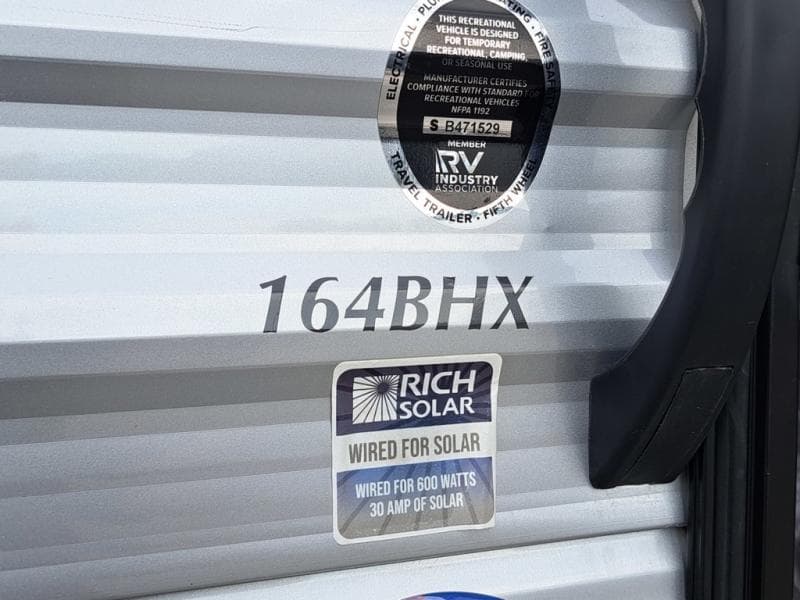 ELECTRICAL • PLU
ATING • FIRE SAFETY
THIS RECREATIONAL
VEHICLE IS DESIGNED
FOR TEMPORARY
RECREATIONAL, CAMPING,
OR SEASONAL USE
MANUFACTURER CERTIFIES
COMPLIANCE WITH STANDARD FOR
RECREATIONAL VEHICLES
NFPA 1192
S B471529
MEMBER
RV
INDUSTRY
ASSOCIATION
TRAVEL TRAILER • FIFTH WHEEL
164BHX
RICH
SOLAR
WIRED FOR SOLAR
WIRED FOR 600 WATTS
30 AMP OF SOLAR